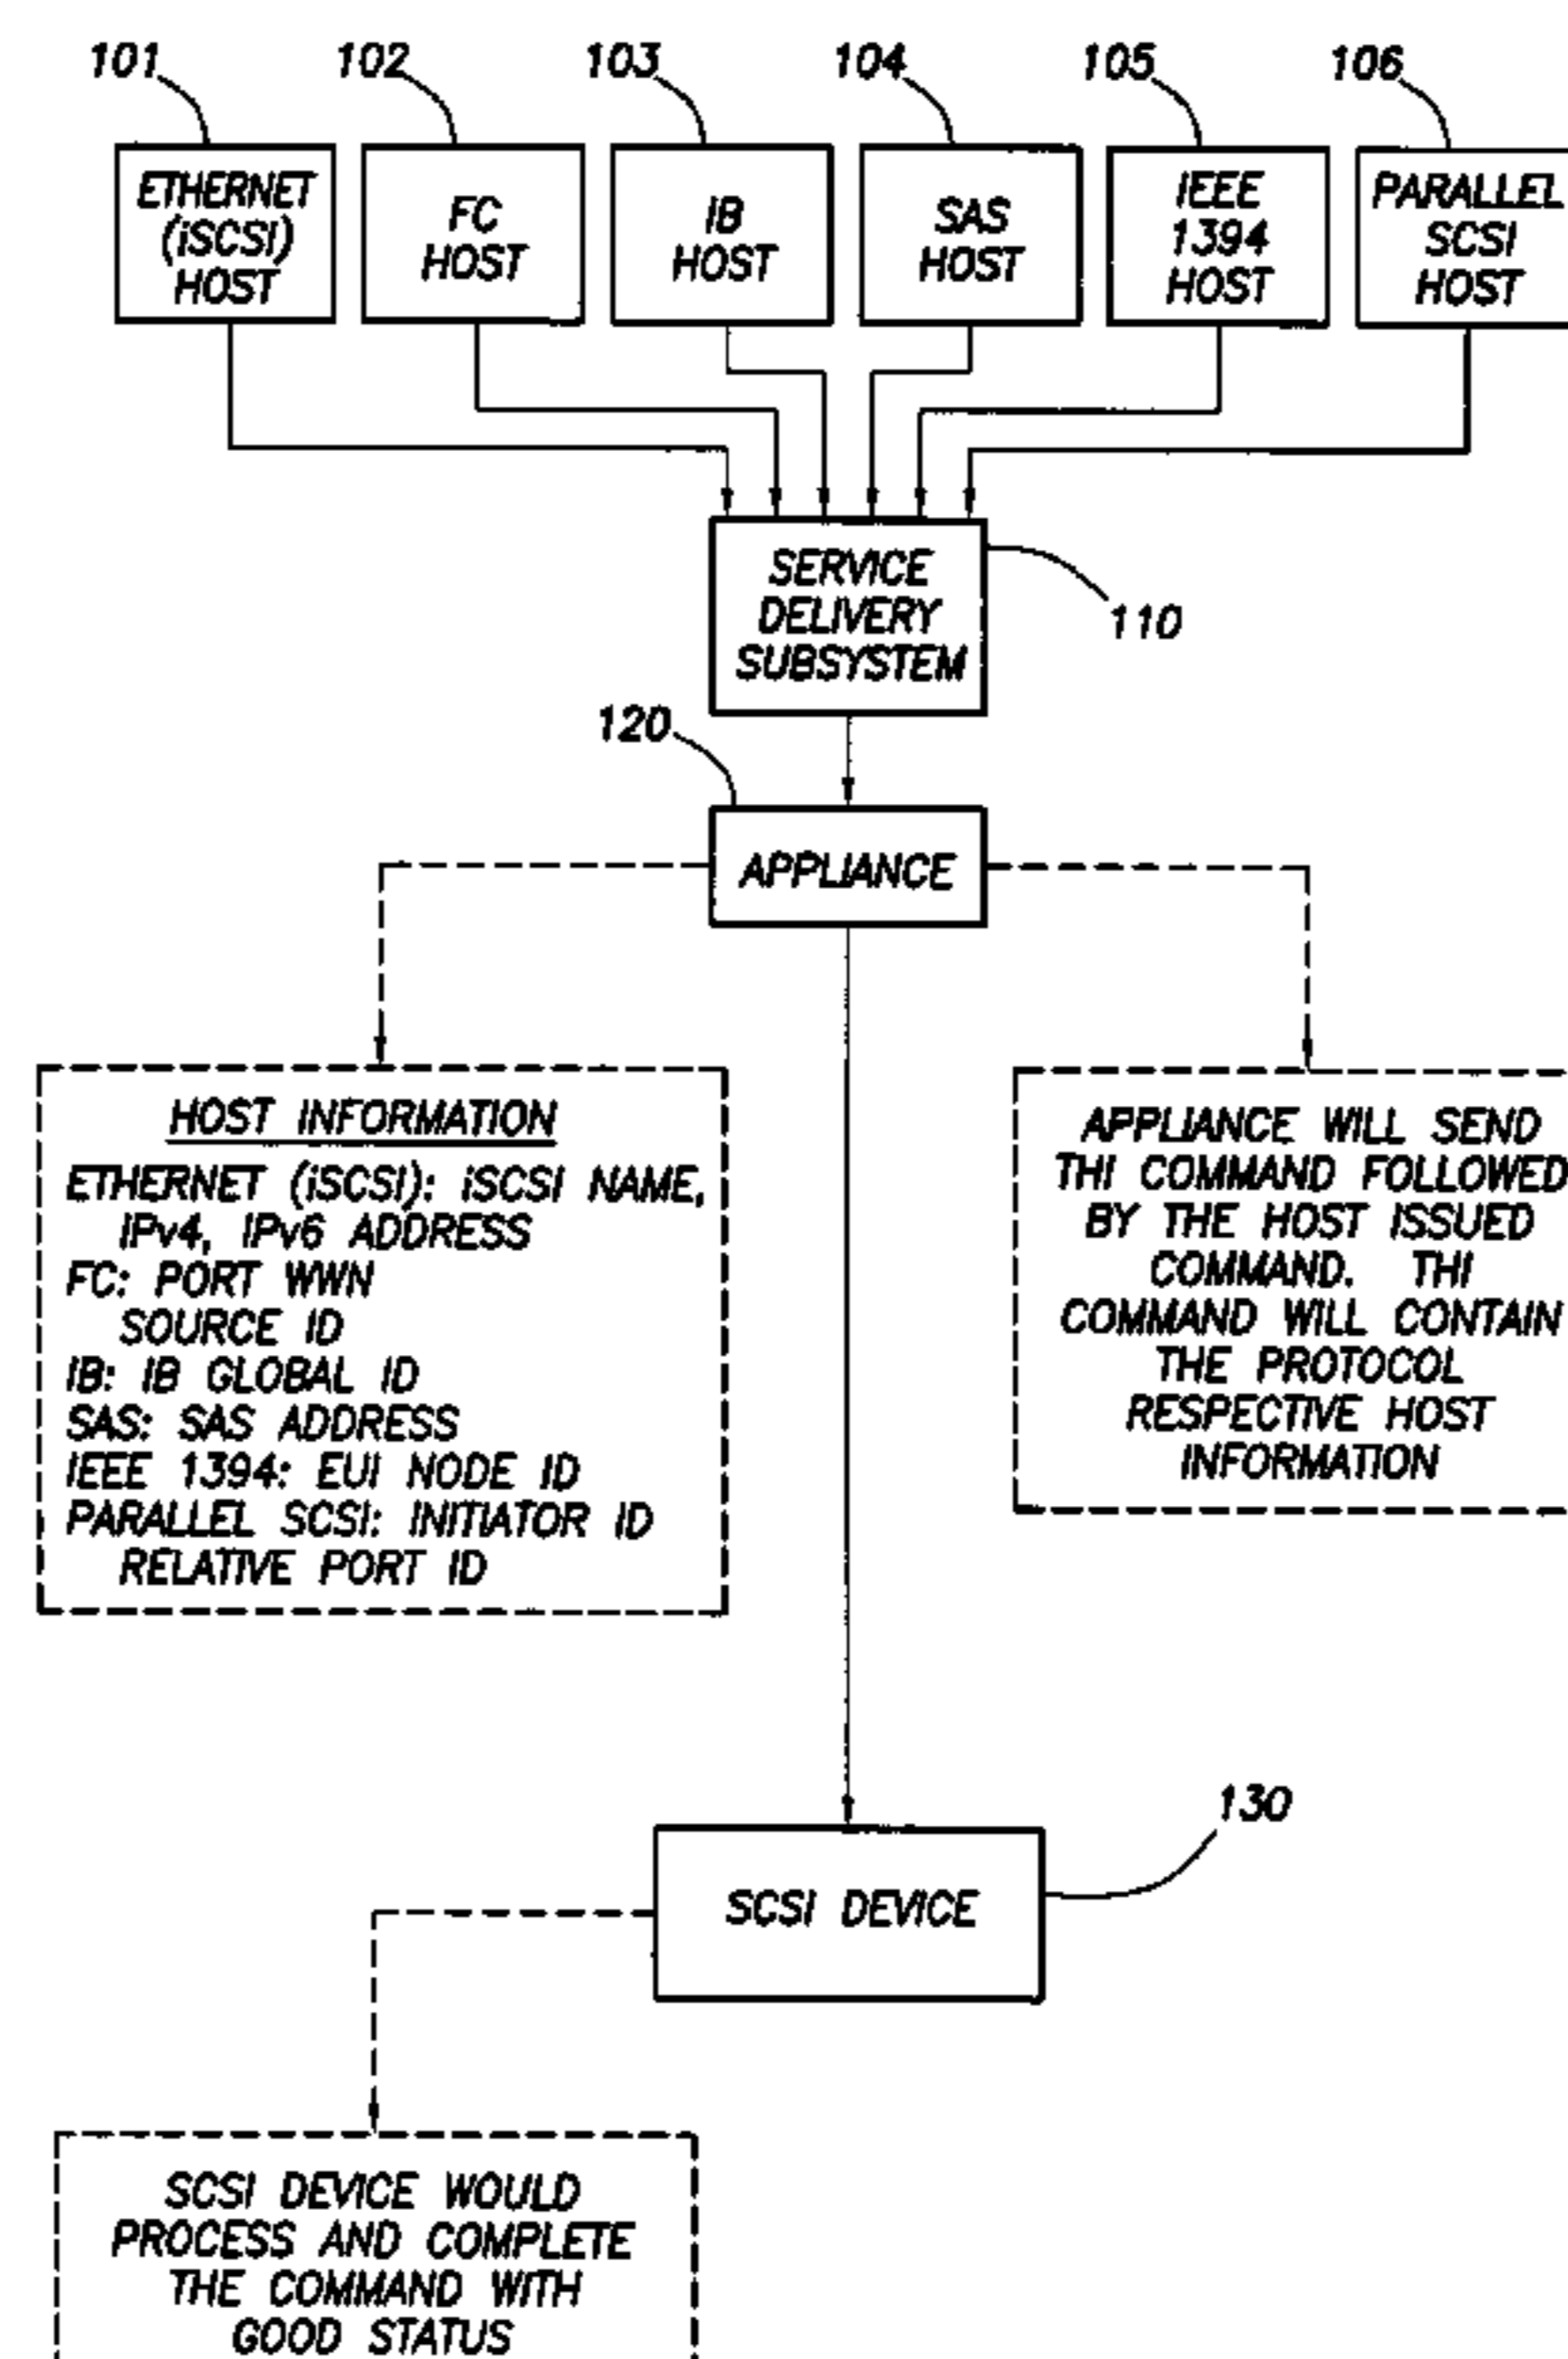 101
102
103
104
105
106
ETHERNET
(iSCSI)
HOST
FC
HOST
IB
HOST
SAS
HOST
IEEE
1394
HOST
PARALLEL
SCSI
HOST
SERVICE
DELIVERY
SUBSYSTEM
110
120
APPLIANCE
HOST INFORMATION
ETHERNET (iSCSI): iSCSI NAME,
IPv4, IPv6 ADDRESS
FC: PORT WWN
SOURCE ID
IB: IB GLOBAL ID
SAS: SAS ADDRESS
IEEE 1394: EUI NODE ID
PARALLEL SCSI: INITIATOR ID
RELATIVE PORT ID
APPLIANCE WILL SEND
THI COMMAND FOLLOWED
BY THE HOST ISSUED
COMMAND. THI
COMMAND WILL CONTAIN
THE PROTOCOL
RESPECTIVE HOST
INFORMATION
130
SCSI DEVICE
SCSI DEVICE WOULD
PROCESS AND COMPLETE
THE COMMAND WITH
GOOD STATUS